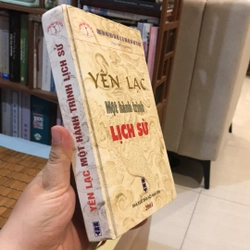 YÊN LẠC
Một hành trình
LỊCH SỬ
YÊN LẠC MỘT HÀNH TRÌNH LỊCH SỬ